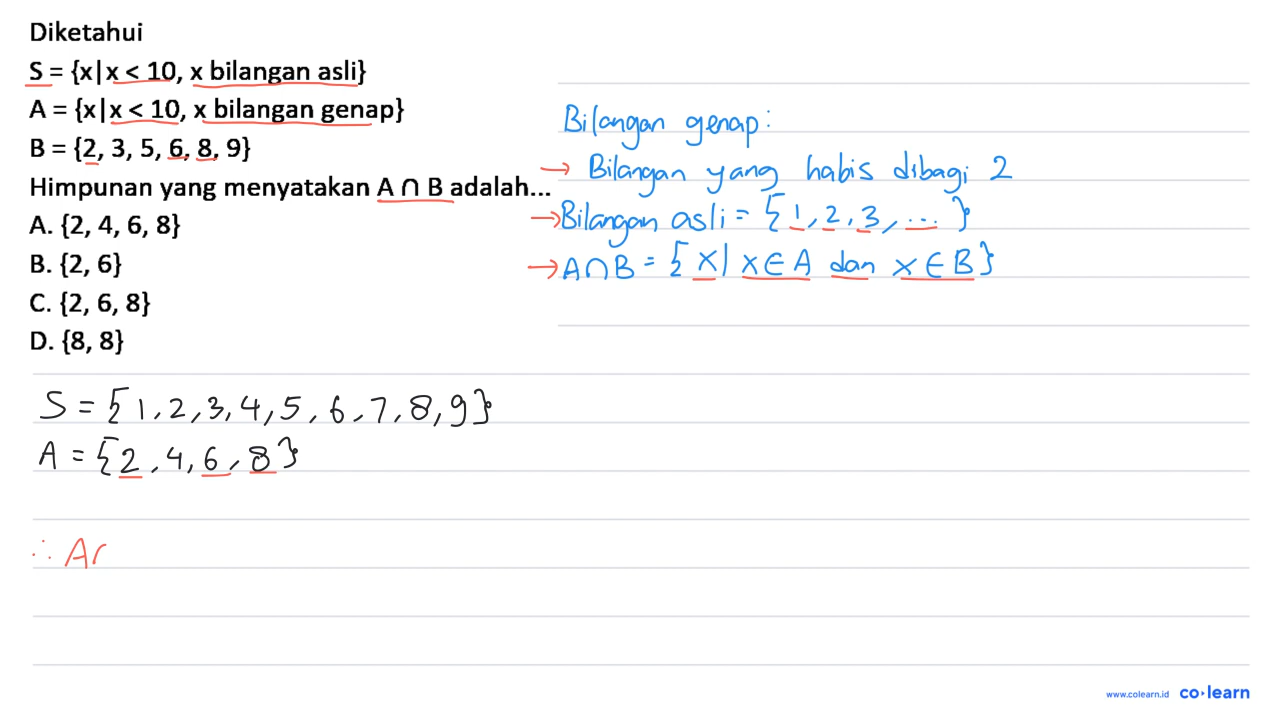 Diketahui
S = {x|x < 10, x bilangan asli}
A = {x|x < 10, x bilangan genap}
B = {2, 3, 5, 6, 8, 9}
Himpunan yang menyatakan A ∩ B adalah...
A. {2, 4, 6, 8}
B. {2, 6}
C. {2, 6, 8}
D. {8, 8}
Bilangan genap:
→ Bilangan yang habis dibagi 2
→ Bilangan asli = {1, 2, 3, ...}
→ A∩B = {x| x∈A dan x∈B}
S = {1, 2, 3, 4, 5, 6, 7, 8, 9}
A = {2, 4, 6, 8}
∴ A∩
www.colearn.id co·learn